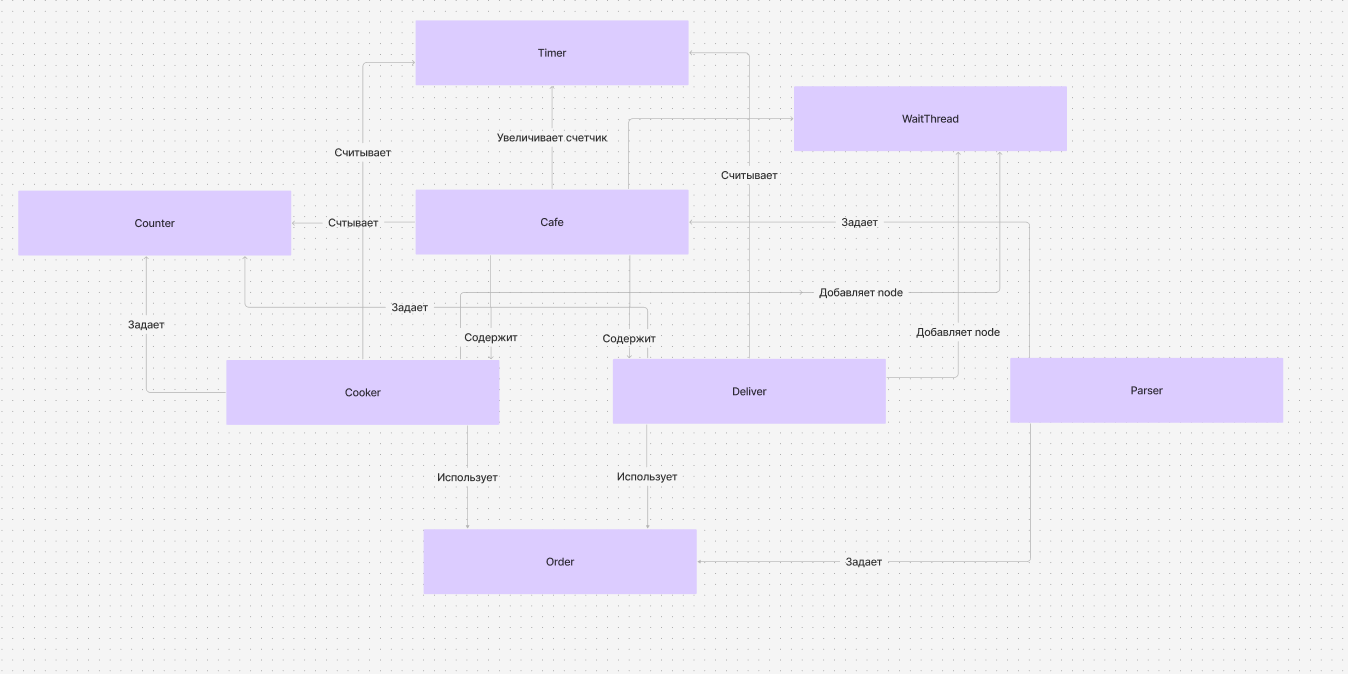 Timer
WaitThread
Увеличивает счетчик
Считывает
Считывает
Counter
Счтывает
Cafe
Задает
Добавляет node
Задает
Задает
Добавляет node
Содержит
Содержит
Cooker
Deliver
Parser
Использует
Использует
Order
Задает